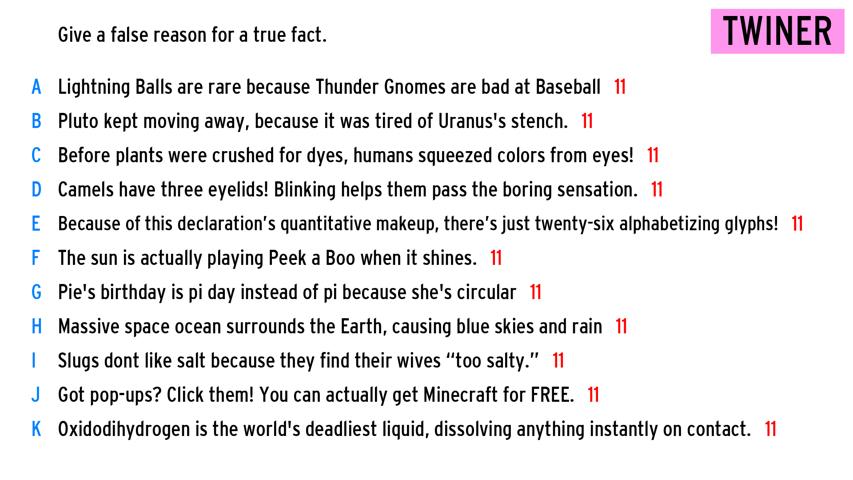 Give a false reason for a true fact.
TWINER
A Lightning Balls are rare because Thunder Gnomes are bad at Baseball 11
B Pluto kept moving away, because it was tired of Uranus's stench. 11
C Before plants were crushed for dyes, humans squeezed colors from eyes! 11
D Camels have three eyelids! Blinking helps them pass the boring sensation. 11
E Because of this declaration's quantitative makeup, there's just twenty-six alphabetizing glyphs! 11
F The sun is actually playing Peek a Boo when it shines. 11
G Pie's birthday is pi day instead of pi because she's circular 11
H Massive space ocean surrounds the Earth, causing blue skies and rain 11
I Slugs dont like salt because they find their wives “too salty.” 11
J Got pop-ups? Click them! You can actually get Minecraft for FREE. 11
K Oxidodihydrogen is the world's deadliest liquid, dissolving anything instantly on contact. 11